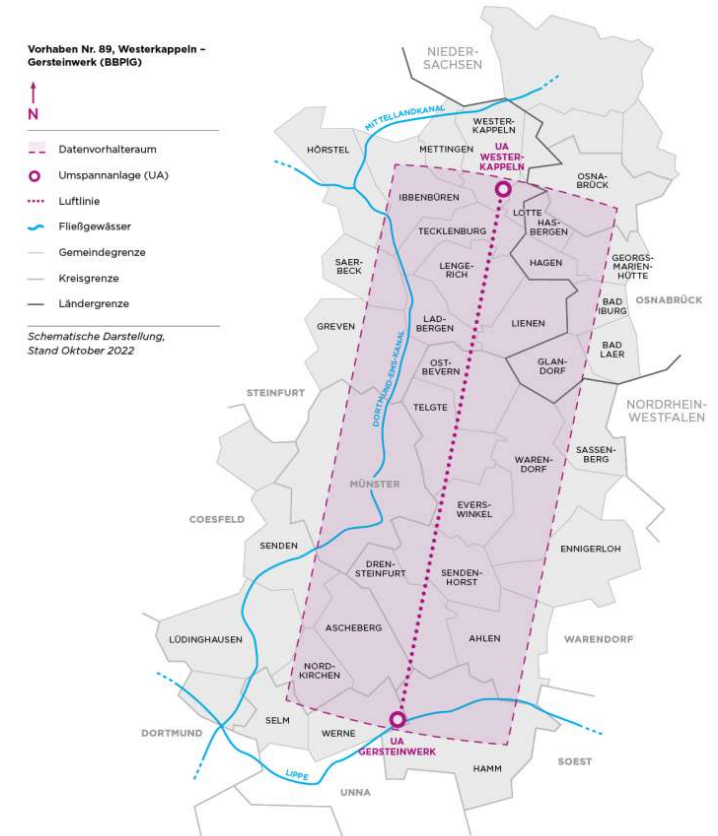 Vorhaben Nr. 89, Westerkappeln –
Gersteinwerk (BBPlG)
N
Datenvorhalteraum
Umspannanlage (UA)
Luftlinie
Fließgewässer
Gemeindegrenze
Kreisgrenze
Ländergrenze
Schematische Darstellung,
Stand Oktober 2022
NIEDER-
SACHSEN
MITTELLANDKANAL
WESTER-
KAPPELN
METTINGEN
HÖRSTEL
UA
WESTER-
KAPPELN
OSNA-
BRÜCK
IBBENBÜREN
LOTTE
HAS-
BERGEN
TECKLENBURG
SAER-
BECK
LENGE-
RICH
HAGEN
GEORGS-
MARIEN-
HÜTTE
BAD
IBURG
OSNABRÜCK
GREVEN
LAD-
BERGEN
LIENEN
BAD
LAER
OST-
BEVERN
GLAN-
DORF
DORTMUND-EMS-KANAL
STEINFURT
TELGTE
NORDRHEIN-
WESTFALEN
SASSEN-
BERG
WAREN-
DORF
MÜNSTER
EVERS-
WINKEL
COESFELD
SENDEN
ENNIGERLOH
DREN-
STEINFURT
SENDEN-
HORST
ASCHEBERG
AHLEN
WARENDORF
LÜDINGHAUSEN
NORD-
KIRCHEN
SELM
WERNE
DORTMUND
UA
GERSTEINWERK
SOEST
HAMM
LIPPE
UNNA